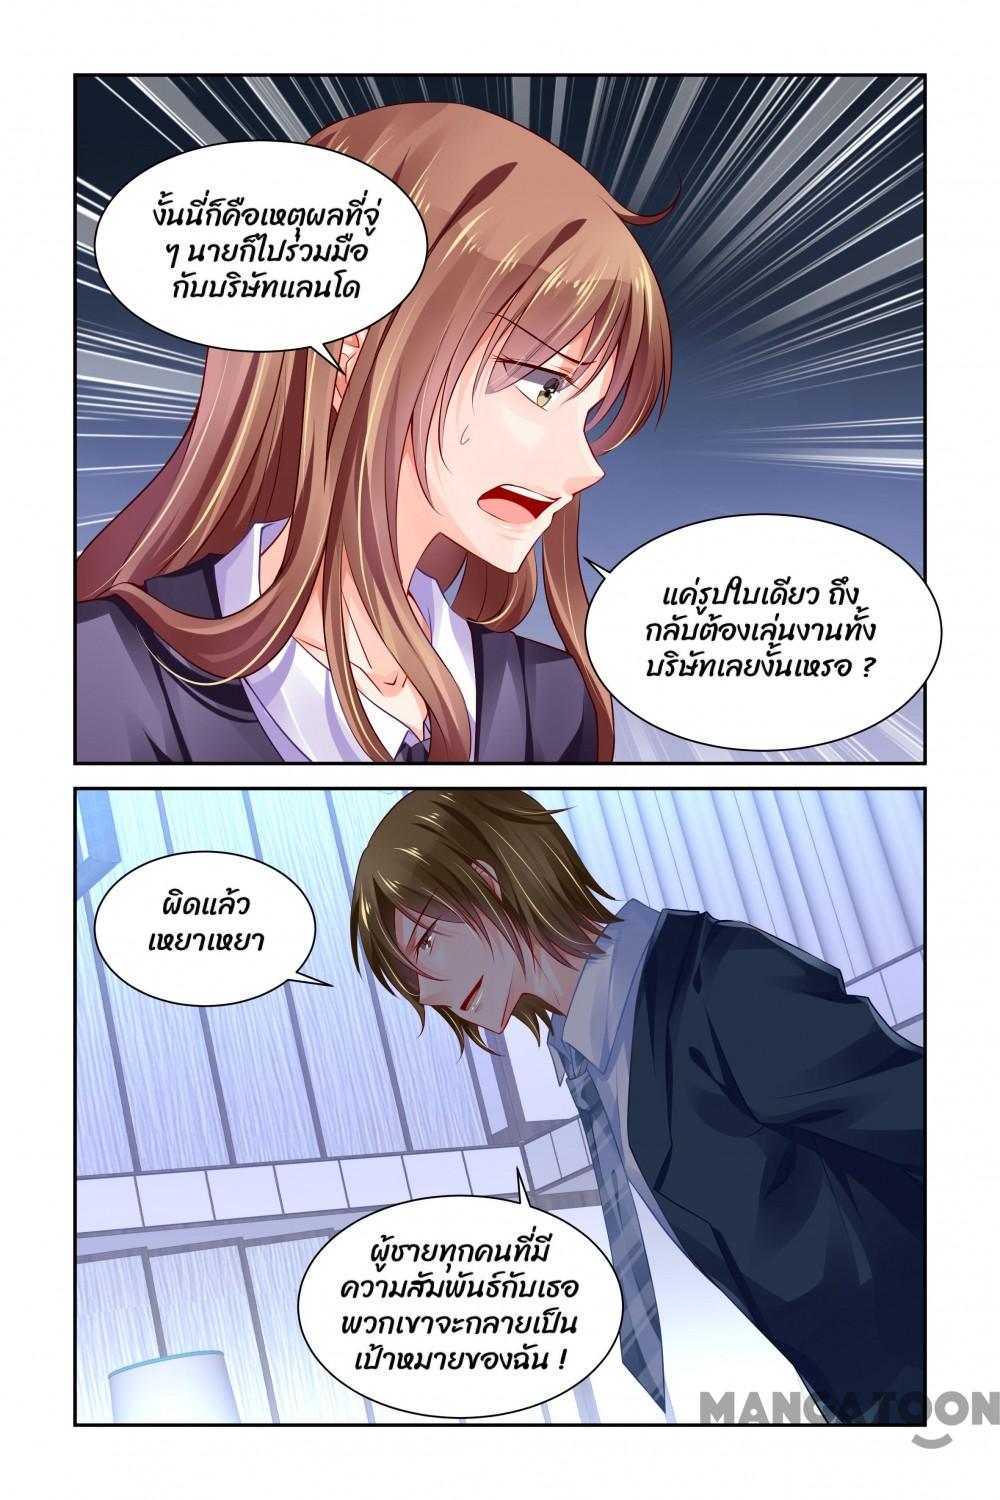 งั้นนี่ก็คือเหตุผลที่จู่
ๆ นายก็ไปร่วมมือ
กับบริษัทแลนโด
แค่รูปใบเดียว ถึง
กลับต้องเล่นงานทั้ง
บริษัทเลยงั้นเหรอ ?
ผิดแล้ว
เหยาเหยา
ผู้ชายทุกคนที่มี
ความสัมพันธ์กับเธอ
พวกเขาจะกลายเป็น
เป้าหมายของฉัน !
MANGATOON